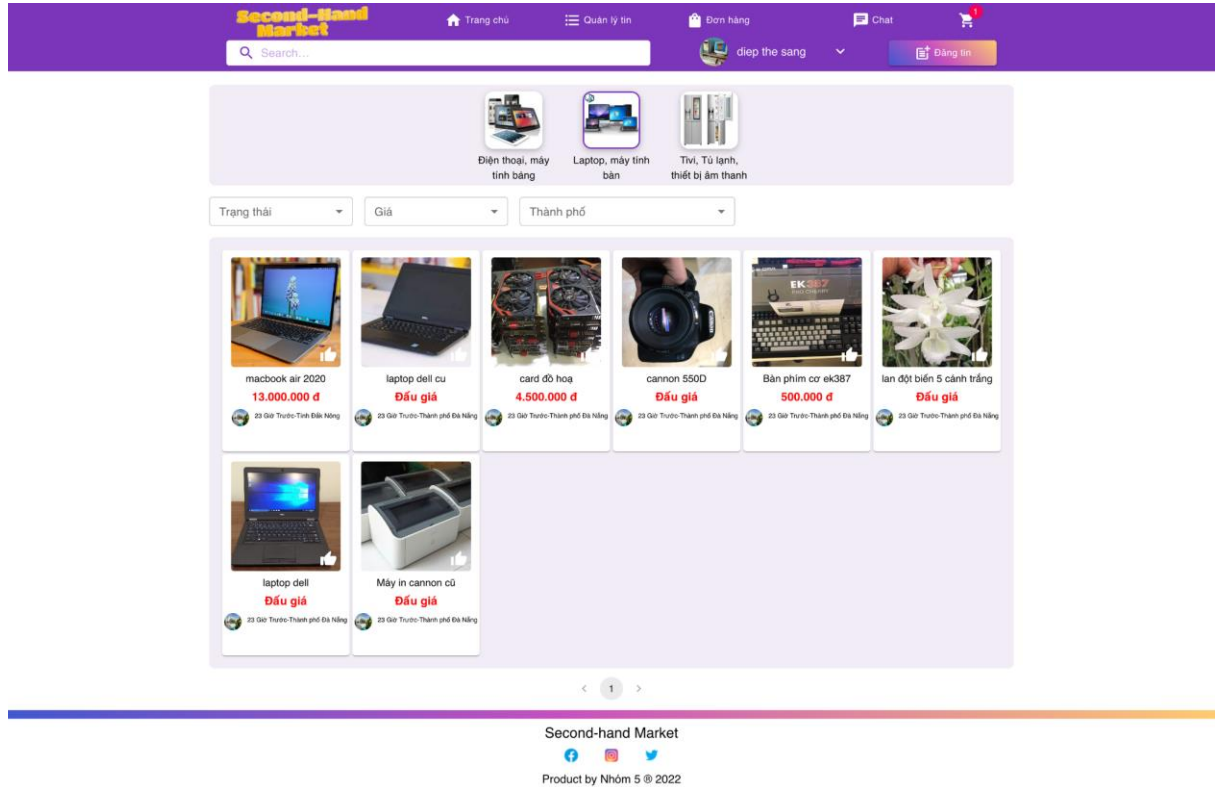 Second-Hand
Market
Trang chủ
Quản lý tin
Đơn hàng
Chat
1
Search...
diep the sang
Đăng tin
Điện thoại, máy
tính bảng
Laptop, máy tính
bàn
Tivi, Tủ lạnh,
thiết bị âm thanh
Trạng thái
Giá
Thành phố
EK387
macbook air 2020
13.000.000 đ
23 Giờ Trước-Tỉnh Đắk Nông
laptop dell cu
Đấu giá
23 Giờ Trước-Thành phố Đà Nẵng
card đồ hoạ
4.500.000 đ
23 Giờ Trước-Thành phố Đà Nẵng
cannon 550D
Đấu giá
23 Giờ Trước-Thành phố Đà Nẵng
Bàn phím cơ ek387
500.000 đ
23 Giờ Trước-Thành phố Đà Nẵng
lan đột biến 5 cánh trắng
Đấu giá
23 Giờ Trước-Thành phố Đà Nẵng
laptop dell
Đấu giá
23 Giờ Trước-Thành phố Đà Nẵng
Máy in cannon cũ
Đấu giá
23 Giờ Trước-Thành phố Đà Nẵng
1
Second-hand Market
Product by Nhóm 5 ® 2022